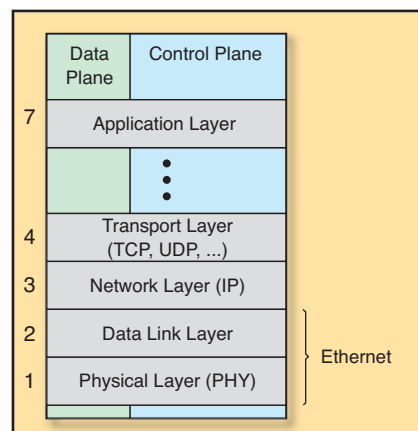 Data
Plane
Control Plane
7
Application Layer
4
Transport Layer
(TCP, UDP, ...)
3
Network Layer (IP)
2
Data Link Layer
Ethernet
1
Physical Layer (PHY)